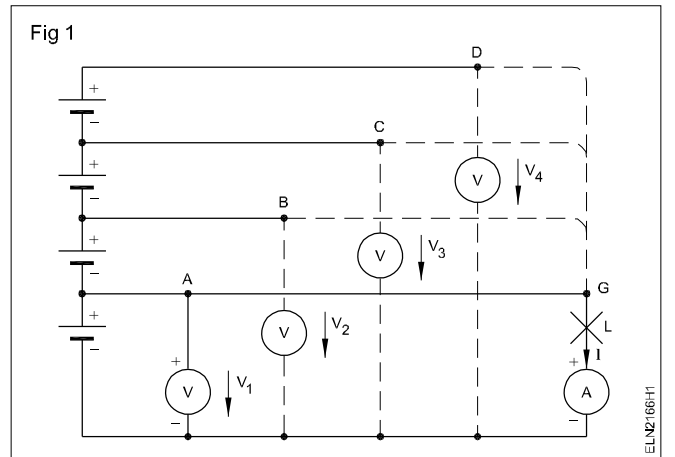 Fig 1
D
+
−
C
+
V
V4
−
B
+
V
V3
−
A
G
+
V
V2
L
I
−
+
+
V
V1
A
−
−
ELN2166H1